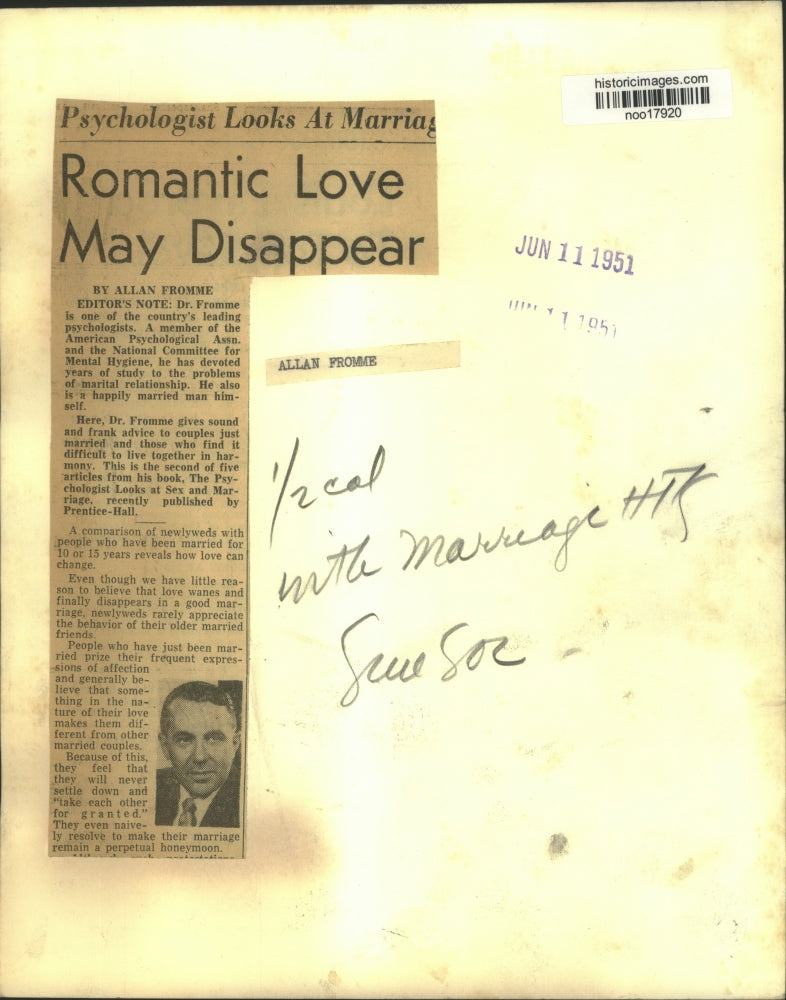 historicimages.com
noo17920
Psychologist Looks At Marriag
Romantic Love
May Disappear
JUN 11 1951
JUN 11 1951
BY ALLAN FROMME
EDITOR'S NOTE: Dr. Fromme
is one of the country's leading
psychologists. A member of the
American Psychological Assn.
and the National Committee for
Mental Hygiene, he has devoted
years of study to the problems
of marital relationship. He also
is a happily married man him-
self.
Here, Dr. Fromme gives sound
and frank advice to couples just
married and those who find it
difficult to live together in har-
mony. This is the second of five
articles from his book, The Psy-
chologist Looks at Sex and Mar-
riage, recently published by
Prentice-Hall.
A comparison of newlyweds with
people who have been married for
10 or 15 years reveals how love can
change.
Even though we have little rea-
son to believe that love wanes and
finally disappears in a good mar-
riage, newlyweds rarely appreciate
the behavior of their older married
friends.
People who have just been mar-
ried prize their frequent expres-
sions of affection
and generally be-
lieve that some-
thing in the na-
ture of their love
makes them dif-
ferent from other
married couples.
Because of this,
they feel that
they will never
settle down and
"take each other
for granted."
They even naive-
ly resolve to make their marriage
remain a perpetual honeymoon.
ALLAN FROMME
1/2 col
with Marriage